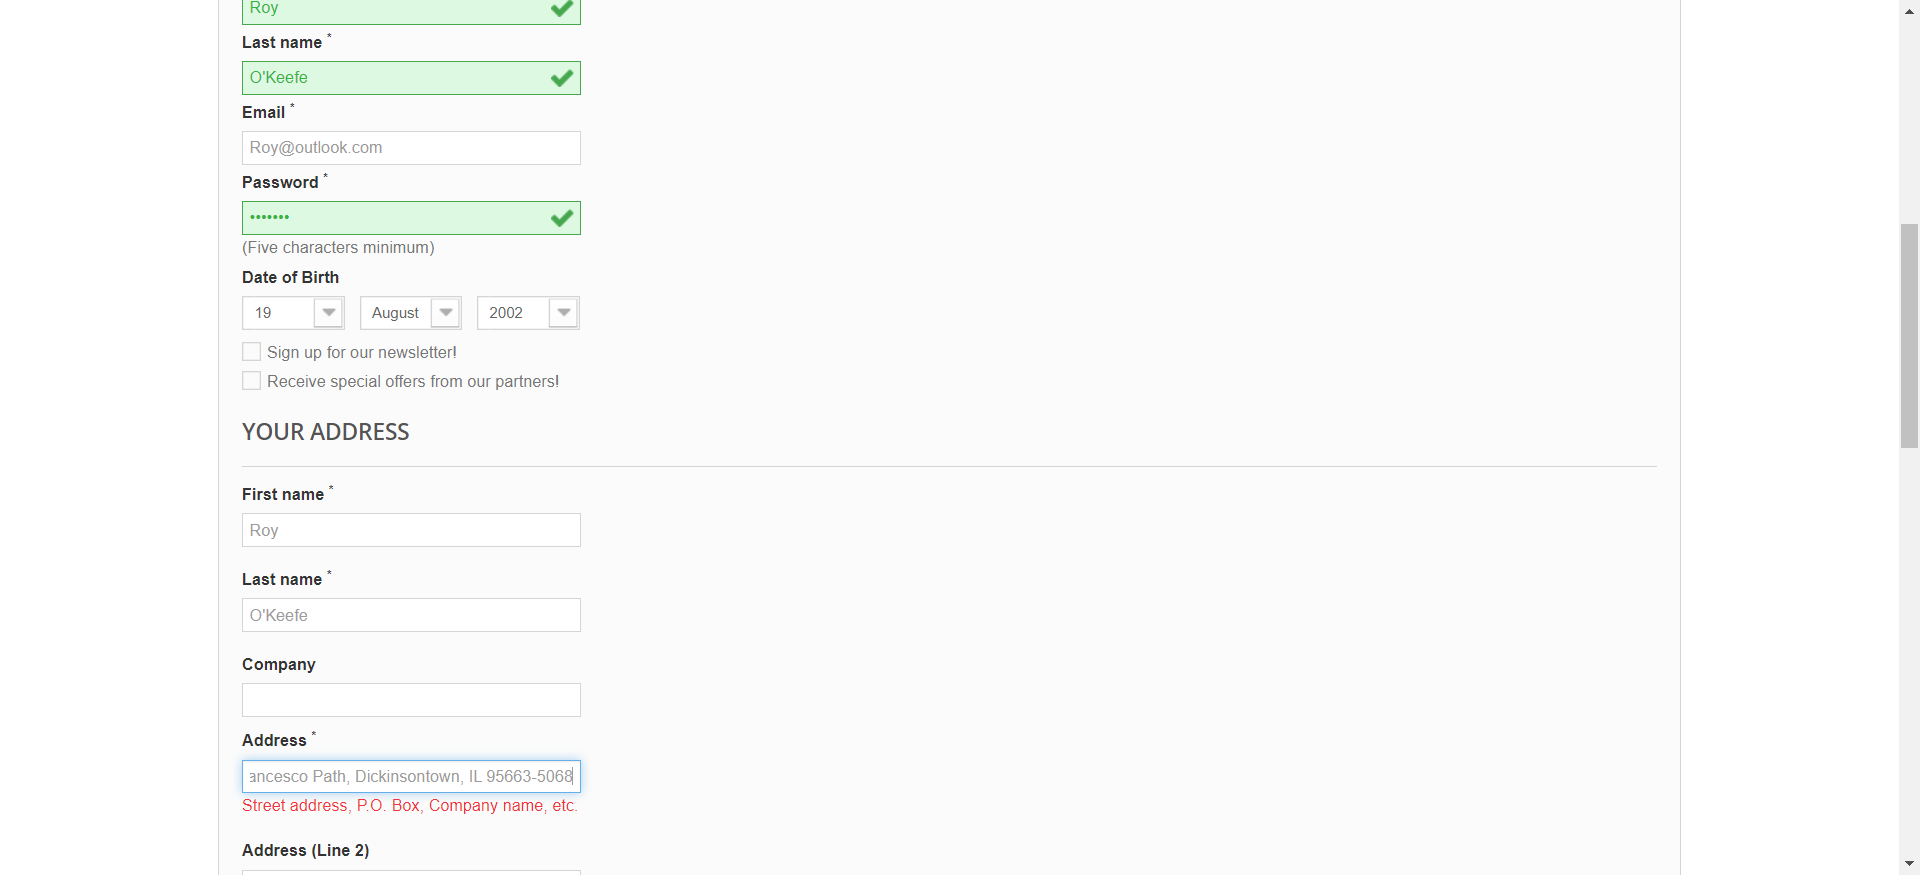 Roy
Last name *
O'Keefe
Email *
Roy@outlook.com
Password *
•••••••
(Five characters minimum)
Date of Birth
19 August 2002
Sign up for our newsletter!
Receive special offers from our partners!
YOUR ADDRESS
First name *
Roy
Last name *
O'Keefe
Company
Address *
ancesco Path, Dickinsontown, IL 95663-5068
Street address, P.O. Box, Company name, etc.
Address (Line 2)